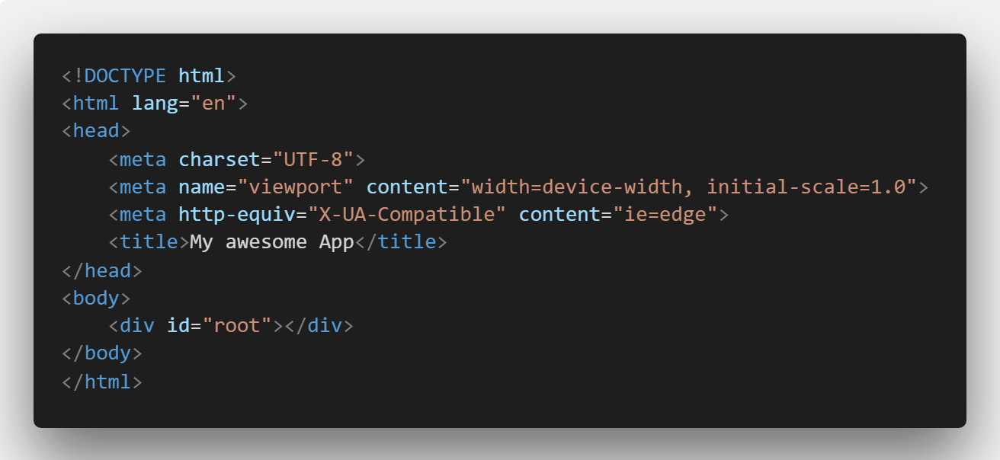 <!DOCTYPE html>
<html lang="en">
<head>
    <meta charset="UTF-8">
    <meta name="viewport" content="width=device-width, initial-scale=1.0">
    <meta http-equiv="X-UA-Compatible" content="ie=edge">
    <title>My awesome App</title>
</head>
<body>
    <div id="root"></div>
</body>
</html>